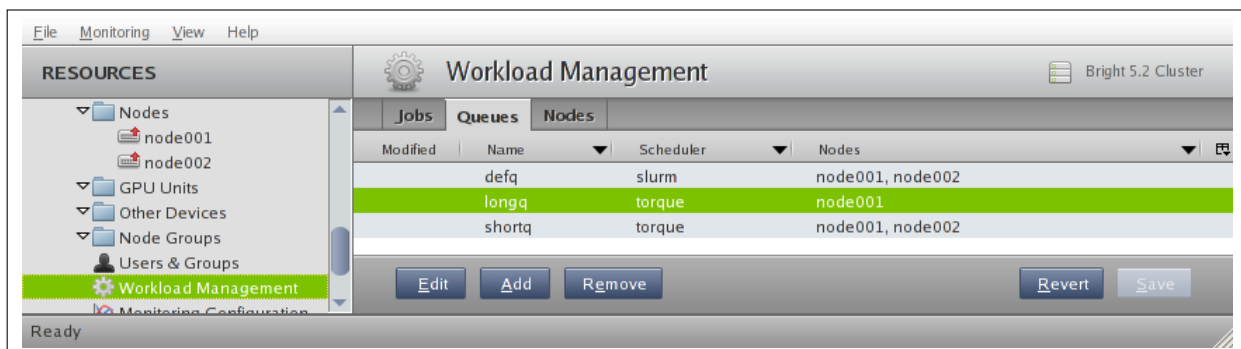 File Monitoring View Help
RESOURCES
Workload Management
Bright 5.2 Cluster
Nodes
node001
node002
GPU Units
Other Devices
Node Groups
Users & Groups
Workload Management
Monitoring Configuration
Jobs Queues Nodes
Modified Name Scheduler Nodes
defq slurm node001, node002
longq torque node001
shortq torque node001, node002
Edit Add Remove Revert Save
Ready